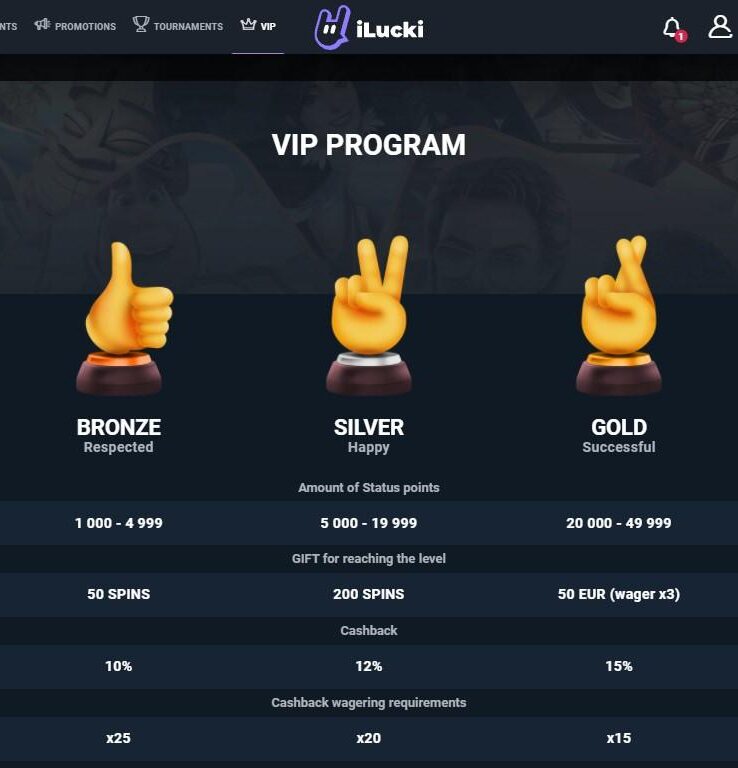 NTS PROMOTIONS TOURNAMENTS VIP iLucki 1
VIP PROGRAM
BRONZE SILVER GOLD
Respected Happy Successful
Amount of Status points
1 000 - 4 999 5 000 - 19 999 20 000 - 49 999
GIFT for reaching the level
50 SPINS 200 SPINS 50 EUR (wager x3)
Cashback
10% 12% 15%
Cashback wagering requirements
x25 x20 x15